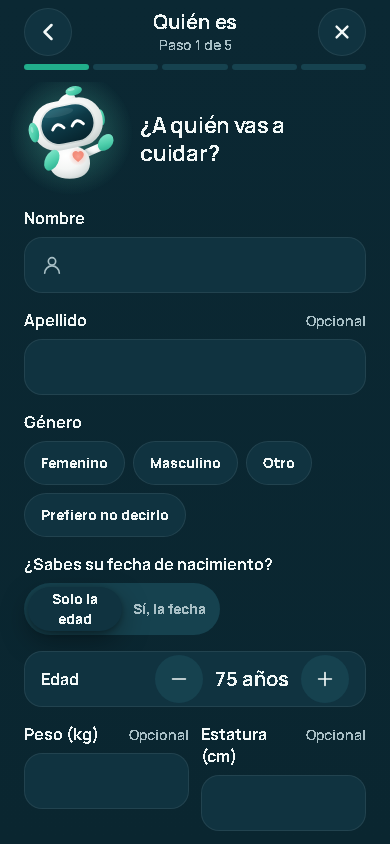 Quién es
Paso 1 de 5
¿A quién vas a
cuidar?
Nombre
Apellido
Opcional
Género
Femenino
Masculino
Otro
Prefiero no decirlo
¿Sabes su fecha de nacimiento?
Solo la
edad
Sí, la fecha
Edad
75 años
Peso (kg)
Opcional
Estatura
(cm)
Opcional